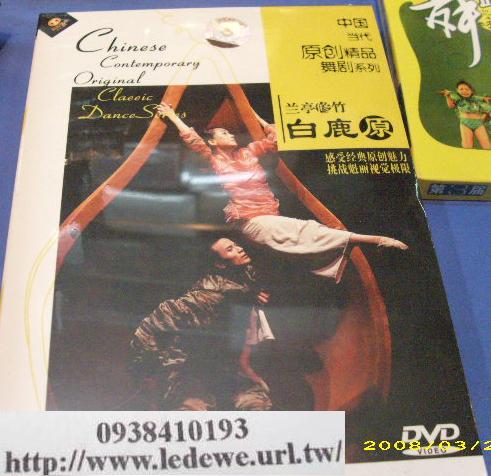 Chinese
Contemporary
Original
Classic
Dance Series
中国
当代
原创精品
舞剧系列
兰亭修竹
白鹿原
感受经典原创魅力
挑战魁丽视觉极限
DVD
VIDEO
0938410193
http://www.ledewe.url.tw/
2008/03/2